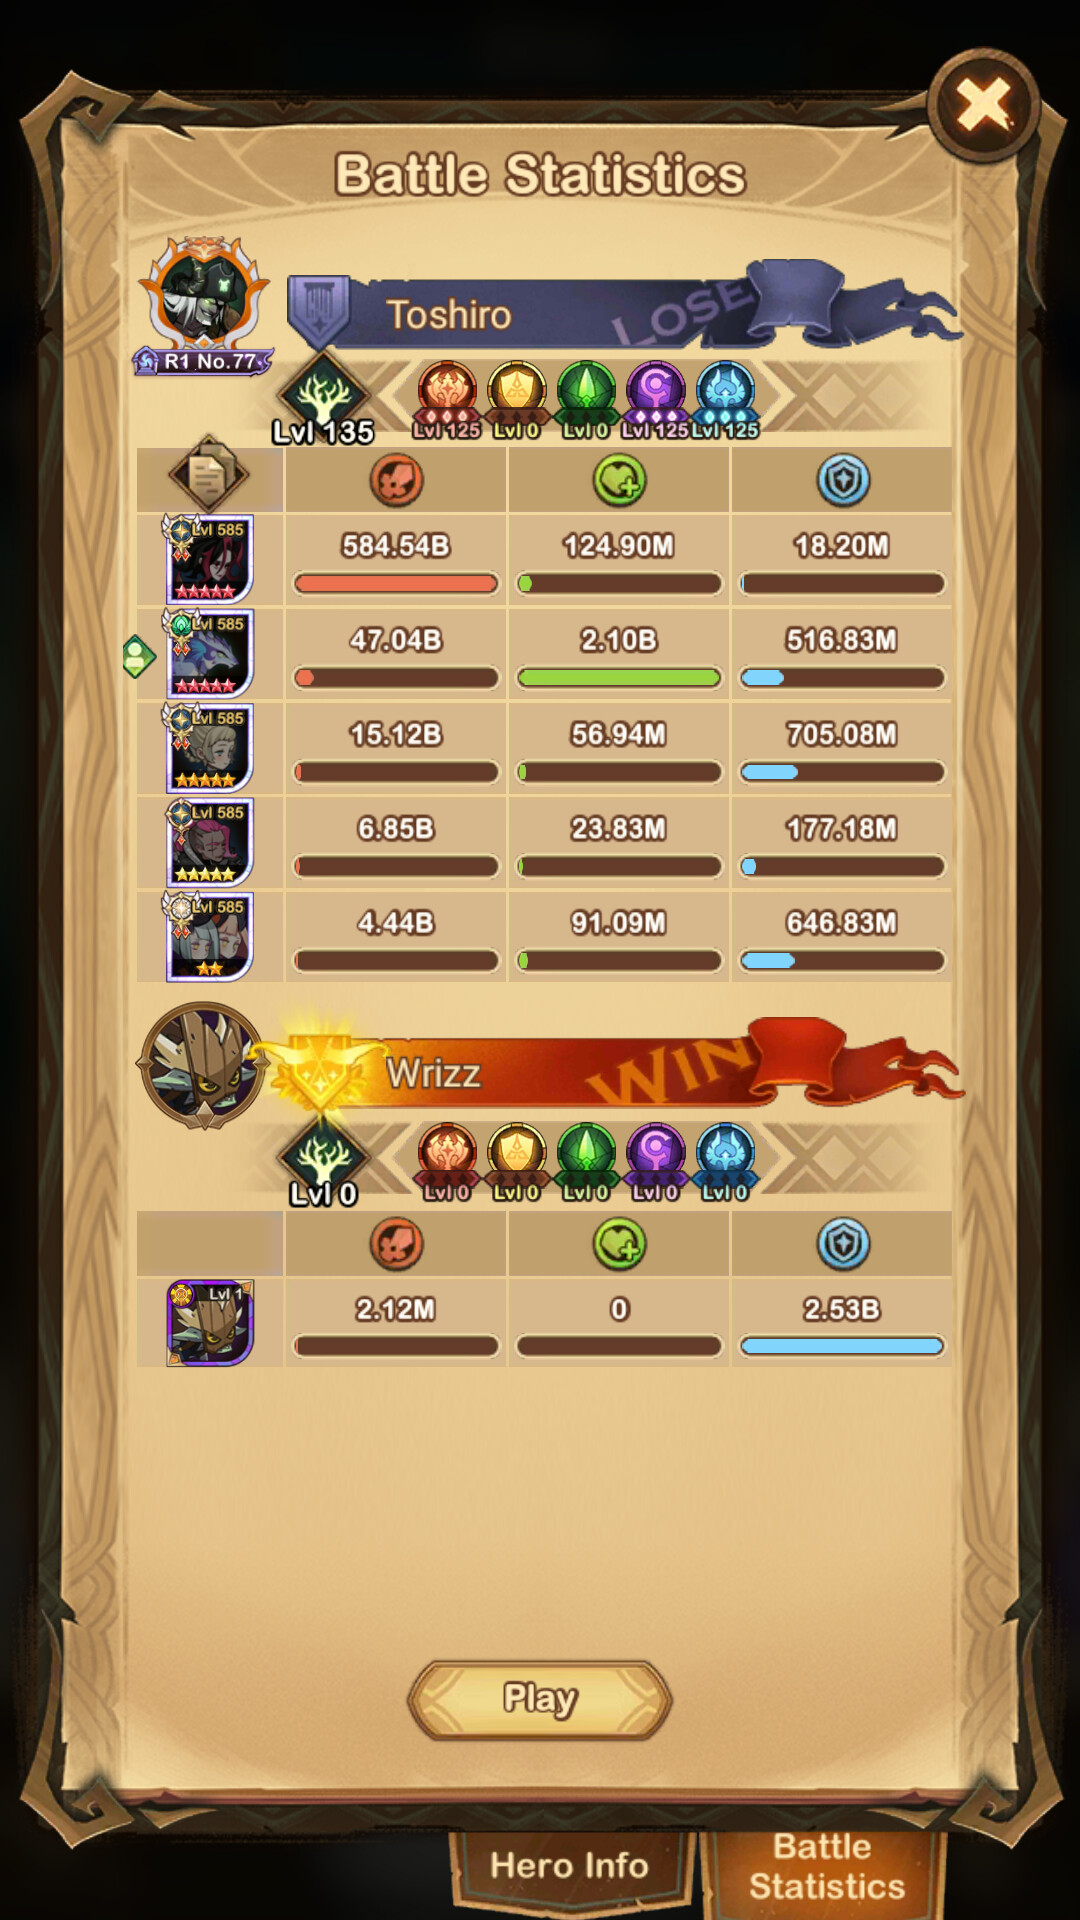 Battle Statistics
Toshiro
LOSE
R1 No.77
Lvl 135
Lvl 125
Lvl 0
Lvl 0
Lvl 125
Lvl 125
Lvl 585
584.54B
124.90M
18.20M
Lvl 585
47.04B
2.10B
516.83M
Lvl 585
15.12B
56.94M
705.08M
Lvl 585
6.85B
23.83M
177.18M
Lvl 585
4.44B
91.09M
646.83M
Wrizz
WIN
Lvl 0
Lvl 0
Lvl 0
Lvl 0
Lvl 0
Lvl 0
Lvl 1
2.12M
0
2.53B
Play
Hero Info
Battle
Statistics